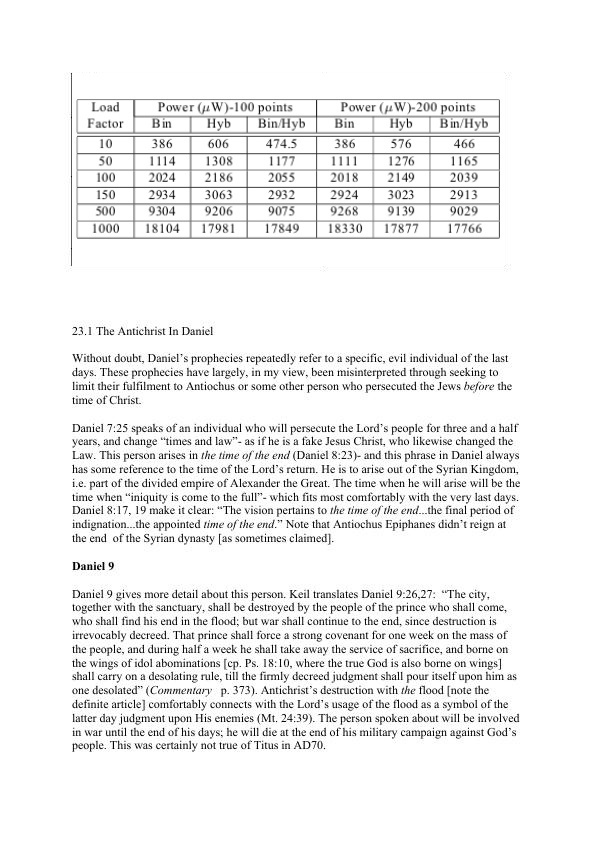 Load Power (μW)-100 points Power (μW)-200 points
Factor Bin Hyb Bin/Hyb Bin Hyb Bin/Hyb
10 386 606 474.5 386 576 466
50 1114 1308 1177 1111 1276 1165
100 2024 2186 2055 2018 2149 2039
150 2934 3063 2932 2924 3023 2913
500 9304 9206 9075 9268 9139 9029
1000 18104 17981 17849 18330 17877 17766
23.1 The Antichrist In Daniel
Without doubt, Daniel’s prophecies repeatedly refer to a specific, evil individual of the last
days. These prophecies have largely, in my view, been misinterpreted through seeking to
limit their fulfilment to Antiochus or some other person who persecuted the Jews before the
time of Christ.
Daniel 7:25 speaks of an individual who will persecute the Lord’s people for three and a half
years, and change “times and law”- as if he is a fake Jesus Christ, who likewise changed the
Law. This person arises in the time of the end (Daniel 8:23)- and this phrase in Daniel always
has some reference to the time of the Lord’s return. He is to arise out of the Syrian Kingdom,
i.e. part of the divided empire of Alexander the Great. The time when he will arise will be the
time when “iniquity is come to the full”- which fits most comfortably with the very last days.
Daniel 8:17, 19 make it clear: “The vision pertains to the time of the end...the final period of
indignation...the appointed time of the end.” Note that Antiochus Epiphanes didn’t reign at
the end of the Syrian dynasty [as sometimes claimed].
Daniel 9
Daniel 9 gives more detail about this person. Keil translates Daniel 9:26,27: “The city,
together with the sanctuary, shall be destroyed by the people of the prince who shall come,
who shall find his end in the flood; but war shall continue to the end, since destruction is
irrevocably decreed. That prince shall force a strong covenant for one week on the mass of
the people, and during half a week he shall take away the service of sacrifice, and borne on
the wings of idol abominations [cp. Ps. 18:10, where the true God is also borne on wings]
shall carry on a desolating rule, till the firmly decreed judgment shall pour itself upon him as
one desolated” (Commentary p. 373). Antichrist’s destruction with the flood [note the
definite article] comfortably connects with the Lord’s usage of the flood as a symbol of the
latter day judgment upon His enemies (Mt. 24:39). The person spoken about will be involved
in war until the end of his days; he will die at the end of his military campaign against God’s
people. This was certainly not true of Titus in AD70.